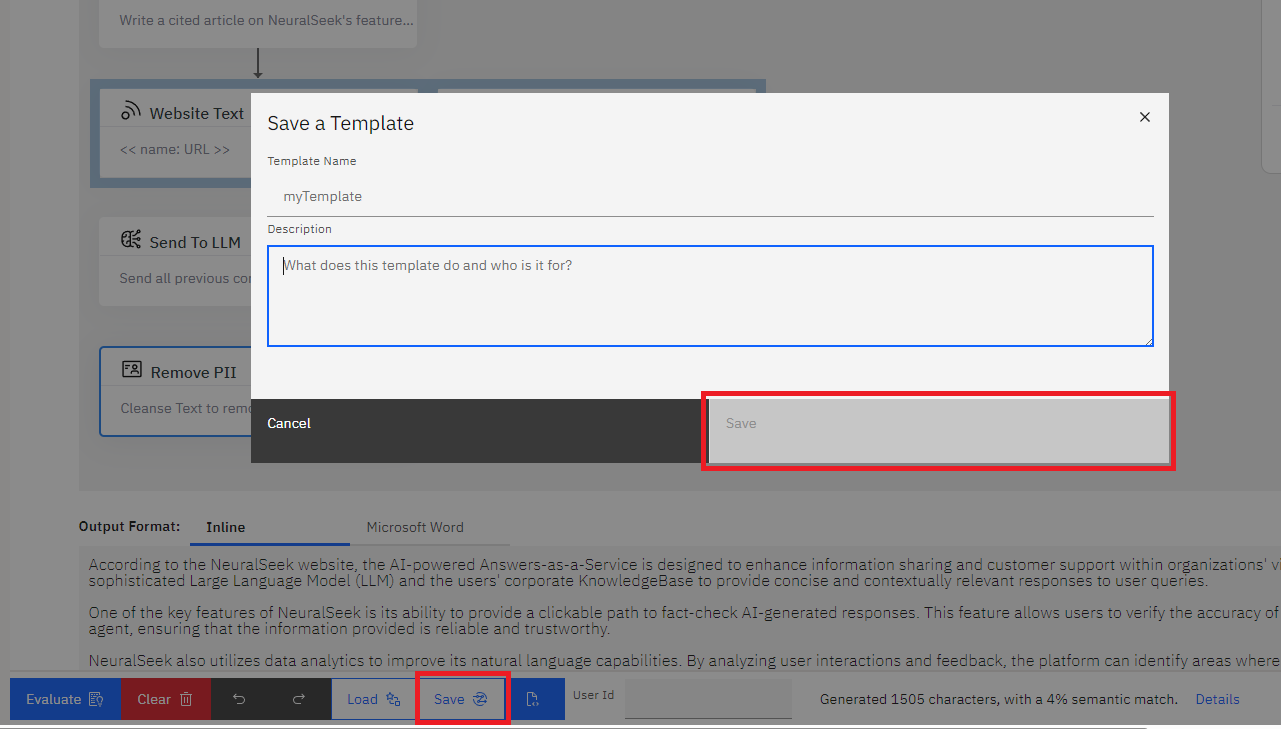 Write a cited article on NeuralSeek's feature...
Website Text
<< name: URL >>
Save a Template
Template Name
myTemplate
Description
What does this template do and who is it for?
Send To LLM
Send all previous co
Remove PII
Cleanse Text to rem
Cancel
Save
Output Format:
Inline
Microsoft Word
According to the NeuralSeek website, the AI-powered Answers-as-a-Service is designed to enhance information sharing and customer support within organizations' vi
sophisticated Large Language Model (LLM) and the users' corporate KnowledgeBase to provide concise and contextually relevant responses to user queries.
One of the key features of NeuralSeek is its ability to provide a clickable path to fact-check AI-generated responses. This feature allows users to verify the accuracy of
agent, ensuring that the information provided is reliable and trustworthy.
NeuralSeek also utilizes data analytics to improve its natural language capabilities. By analyzing user interactions and feedback, the platform can identify areas where
Evaluate
Clear
Load
Save
User Id
Generated 1505 characters, with a 4% semantic match.
Details